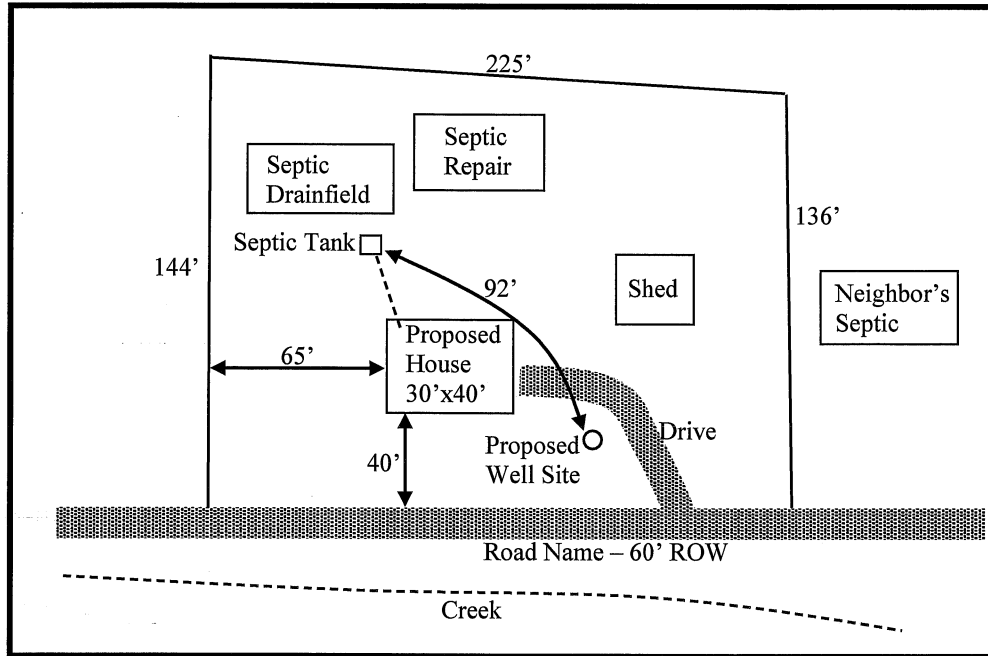 225’
Septic
Repair
Septic
Drainfield
136’
Septic Tank
144’
92’
Shed
Neighbor's
Septic
Proposed
House
30’x40’
65’
Drive
Proposed
Well Site
40’
Road Name – 60’ ROW
Creek